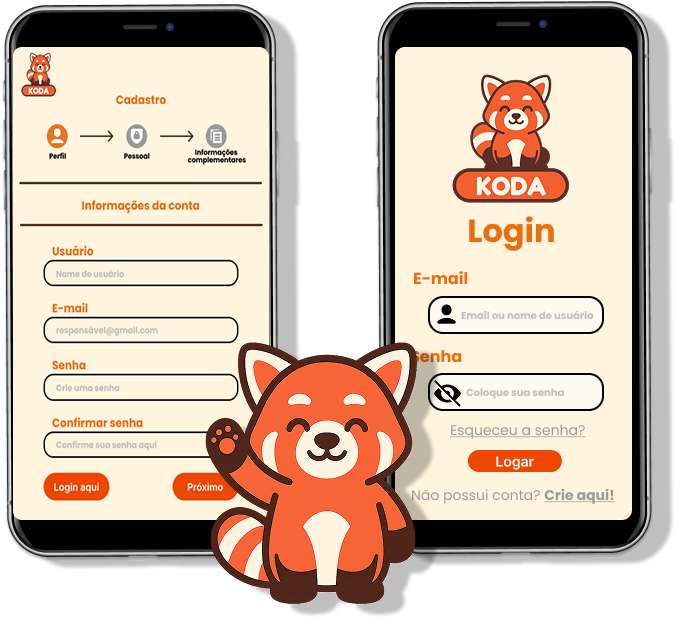 KODA
Cadastro
Perfil
Pessoal
Informações
complementares
Informações da conta
Usuário
Nome de usuário
E-mail
responsável@gmail.com
Senha
Crie uma senha
Confirmar senha
Confirme sua senha aqui
Login aqui
Próximo
KODA
Login
E-mail
Email ou nome de usuário
Senha
Coloque sua senha
Esqueceu a senha?
Logar
Não possui conta? Crie aqui!